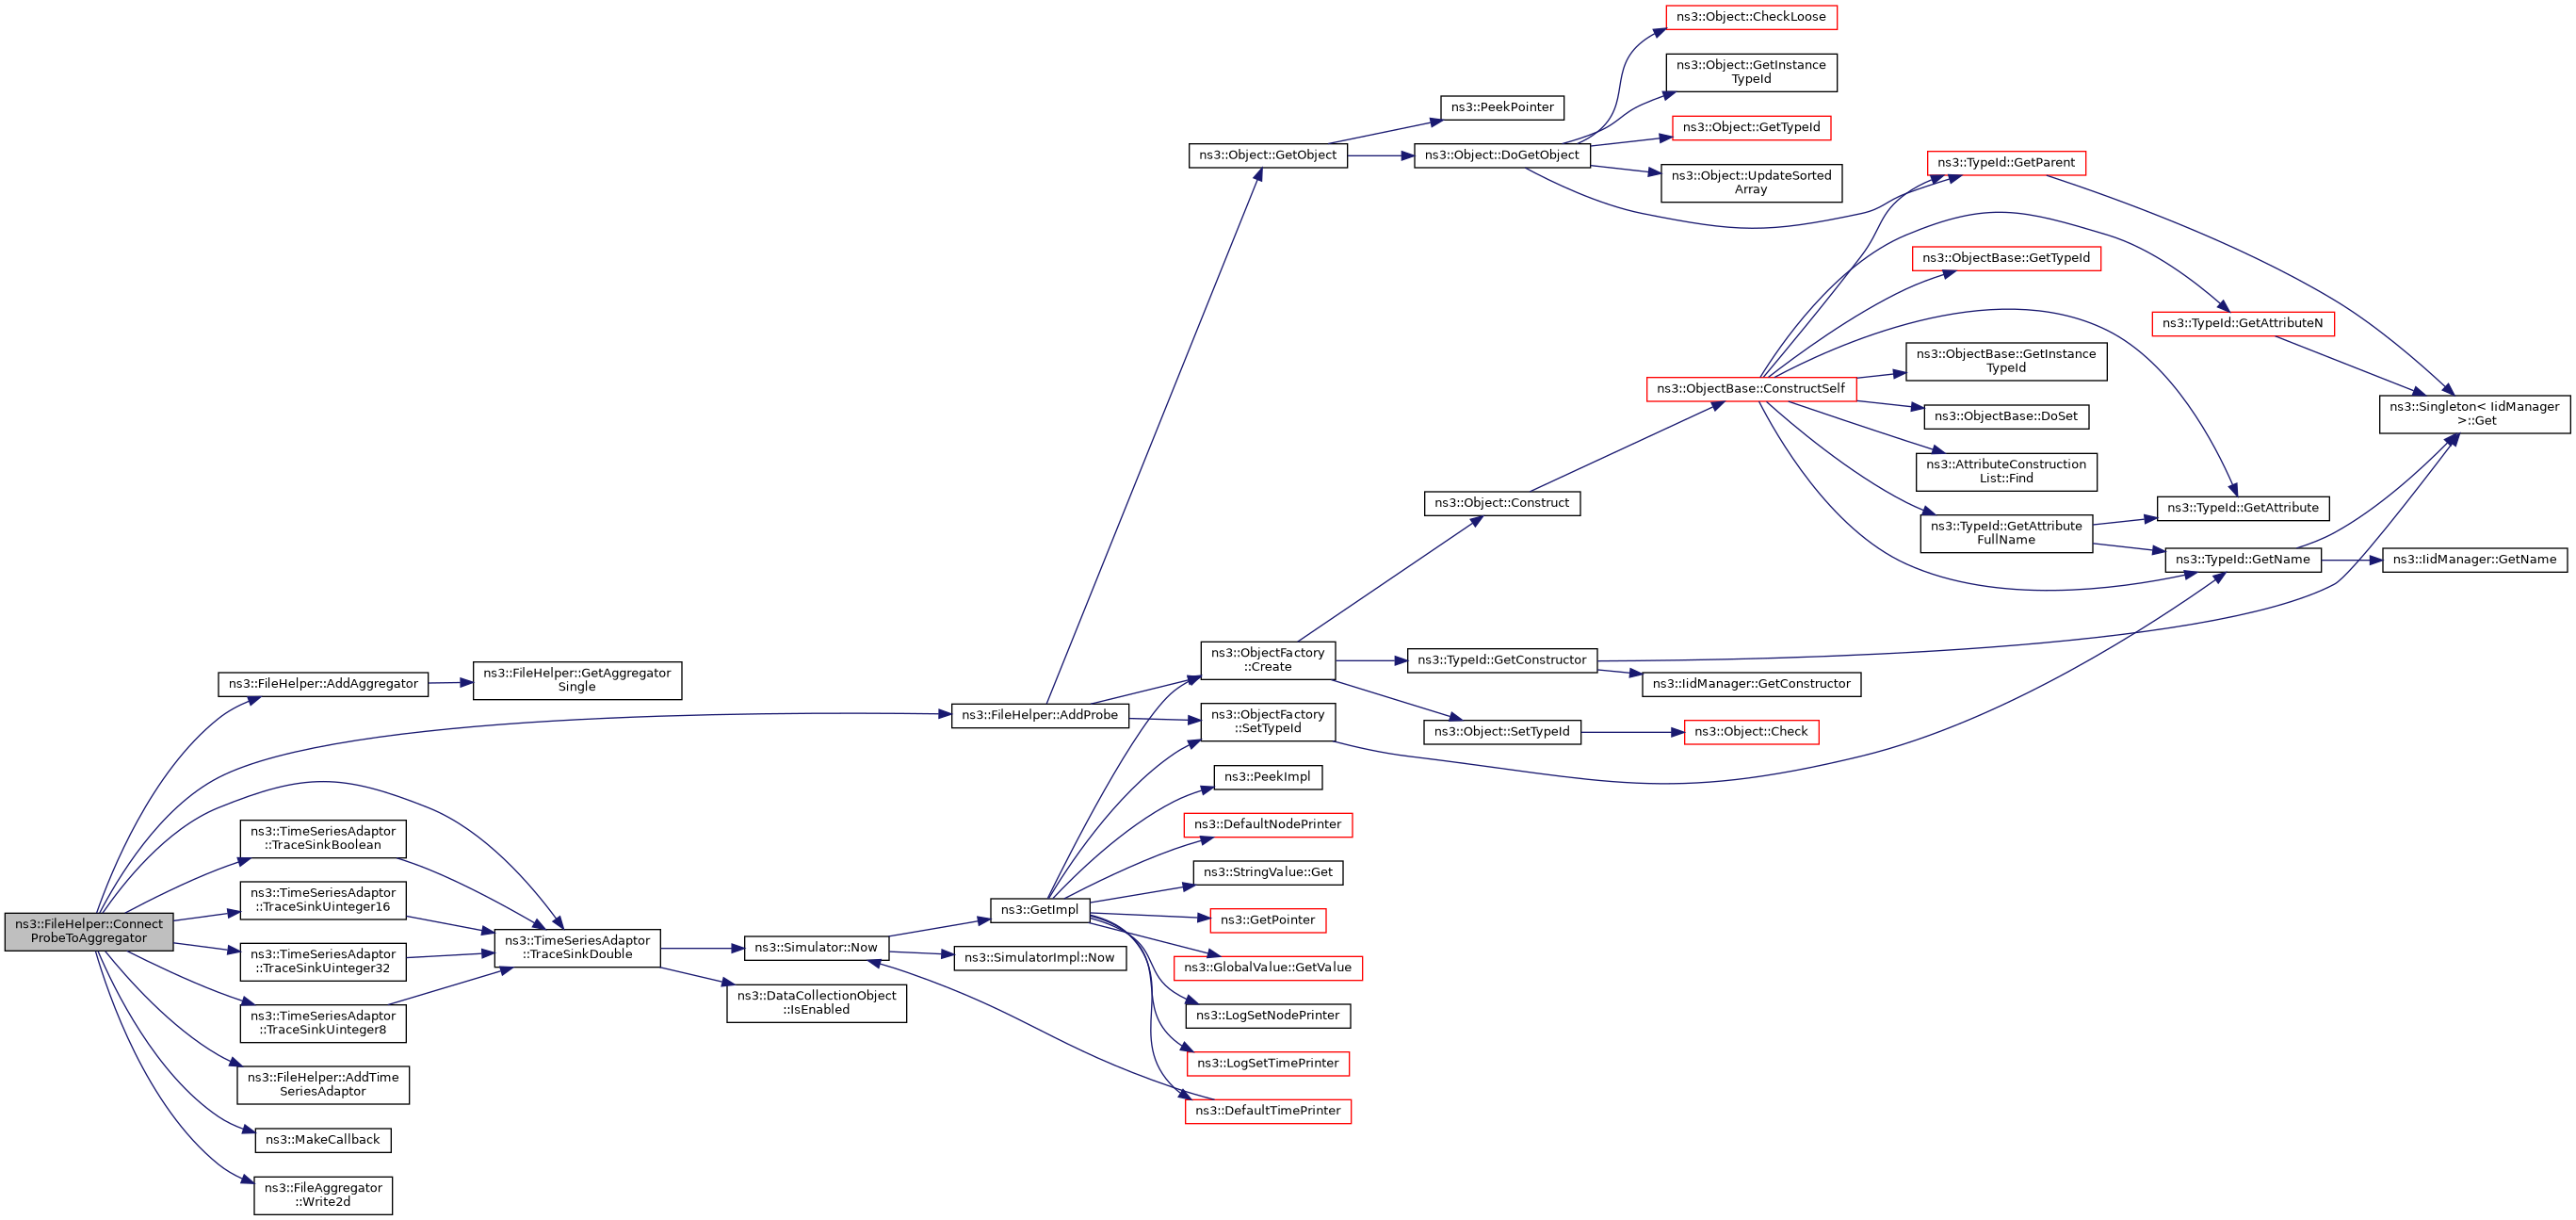 ns3::FileHelper::Connect
ProbeToAggregator
ns3::FileHelper::AddAggregator
ns3::FileHelper::GetAggregator
Single
ns3::FileHelper::AddProbe
ns3::TimeSeriesAdaptor
::TraceSinkBoolean
ns3::TimeSeriesAdaptor
::TraceSinkUinteger16
ns3::TimeSeriesAdaptor
::TraceSinkUinteger32
ns3::TimeSeriesAdaptor
::TraceSinkUinteger8
ns3::FileHelper::AddTime
SeriesAdaptor
ns3::MakeCallback
ns3::FileAggregator
::Write2d
ns3::TimeSeriesAdaptor
::TraceSinkDouble
ns3::Simulator::Now
ns3::DataCollectionObject
::IsEnabled
ns3::GetImpl
ns3::SimulatorImpl::Now
ns3::Object::GetObject
ns3::PeekPointer
ns3::Object::DoGetObject
ns3::Object::CheckLoose
ns3::Object::GetInstance
TypeId
ns3::Object::GetTypeId
ns3::Object::UpdateSorted
Array
ns3::ObjectFactory
::Create
ns3::ObjectFactory
::SetTypeId
ns3::PeekImpl
ns3::DefaultNodePrinter
ns3::StringValue::Get
ns3::GetPointer
ns3::GlobalValue::GetValue
ns3::LogSetNodePrinter
ns3::LogSetTimePrinter
ns3::DefaultTimePrinter
ns3::Object::Construct
ns3::TypeId::GetConstructor
ns3::IidManager::GetConstructor
ns3::Object::SetTypeId
ns3::Object::Check
ns3::ObjectBase::ConstructSelf
ns3::TypeId::GetParent
ns3::ObjectBase::GetTypeId
ns3::TypeId::GetAttributeN
ns3::ObjectBase::GetInstance
TypeId
ns3::ObjectBase::DoSet
ns3::AttributeConstruction
List::Find
ns3::TypeId::GetAttribute
FullName
ns3::TypeId::GetAttribute
ns3::TypeId::GetName
ns3::Singleton< IidManager
>::Get
ns3::IidManager::GetName